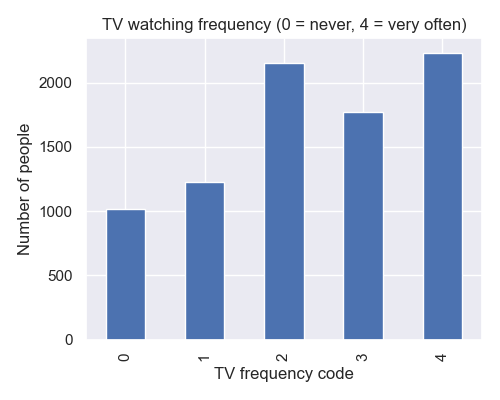 TV watching frequency (0 = never, 4 = very often)
2000
1500
1000
500
0
Number of people
0 1 2 3 4
TV frequency code